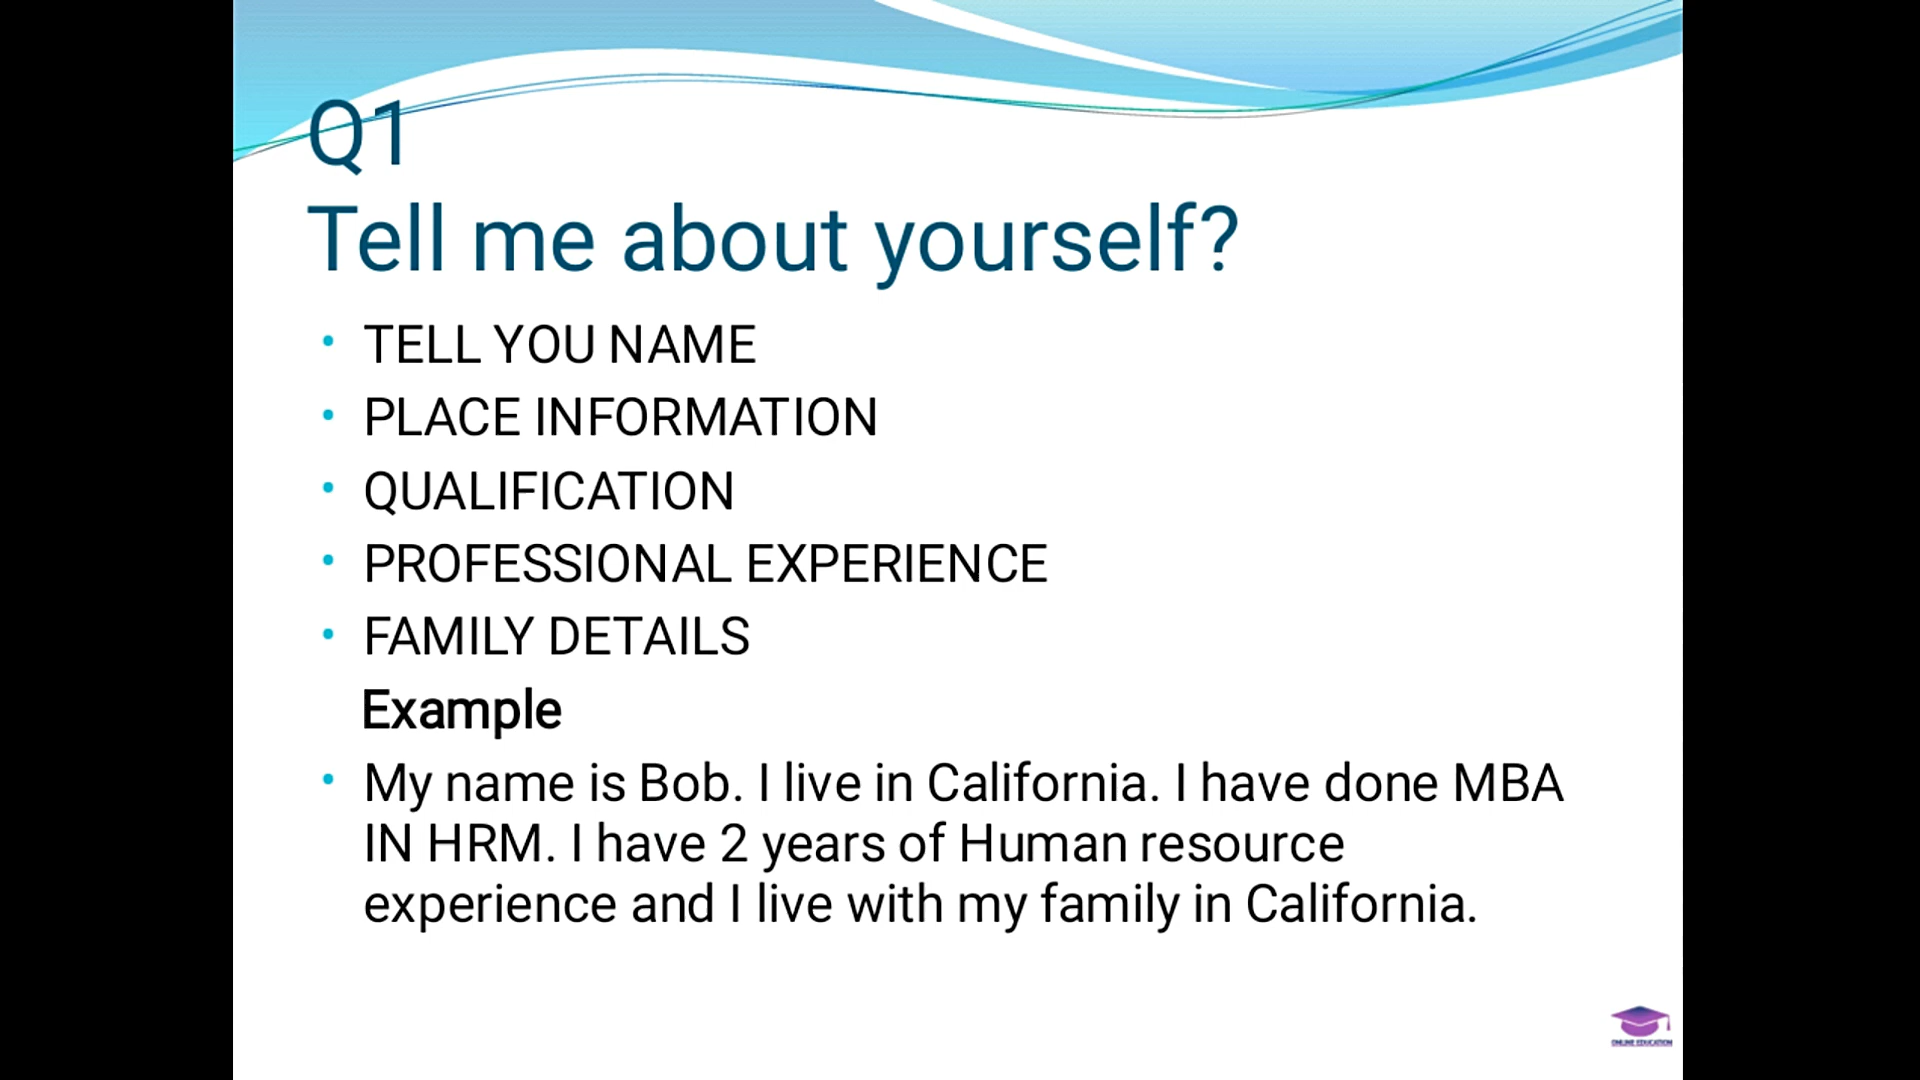 Q1
Tell me about yourself?
• TELL YOU NAME
• PLACE INFORMATION
• QUALIFICATION
• PROFESSIONAL EXPERIENCE
• FAMILY DETAILS
Example
• My name is Bob. I live in California. I have done MBA
IN HRM. I have 2 years of Human resource
experience and I live with my family in California.
ONLINE EDUCATION